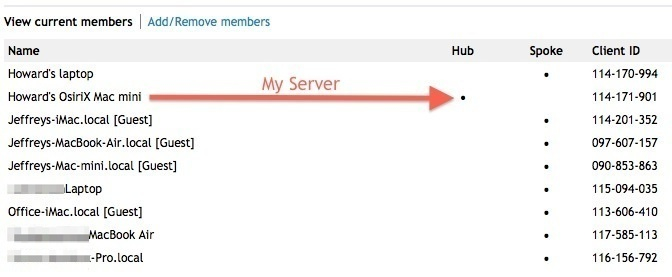 View current members | Add/Remove members
Name Hub Spoke Client ID
Howard's laptop • 114-170-994
My Server
Howard's OsiriX Mac mini • 114-171-901
Jeffreys-iMac.local [Guest] • 114-201-352
Jeffreys-MacBook-Air.local [Guest] • 097-607-157
Jeffreys-Mac-mini.local [Guest] • 090-853-863
Laptop • 115-094-035
Office-iMac.local [Guest] • 113-606-410
MacBook Air • 117-585-113
-Pro.local • 116-156-792